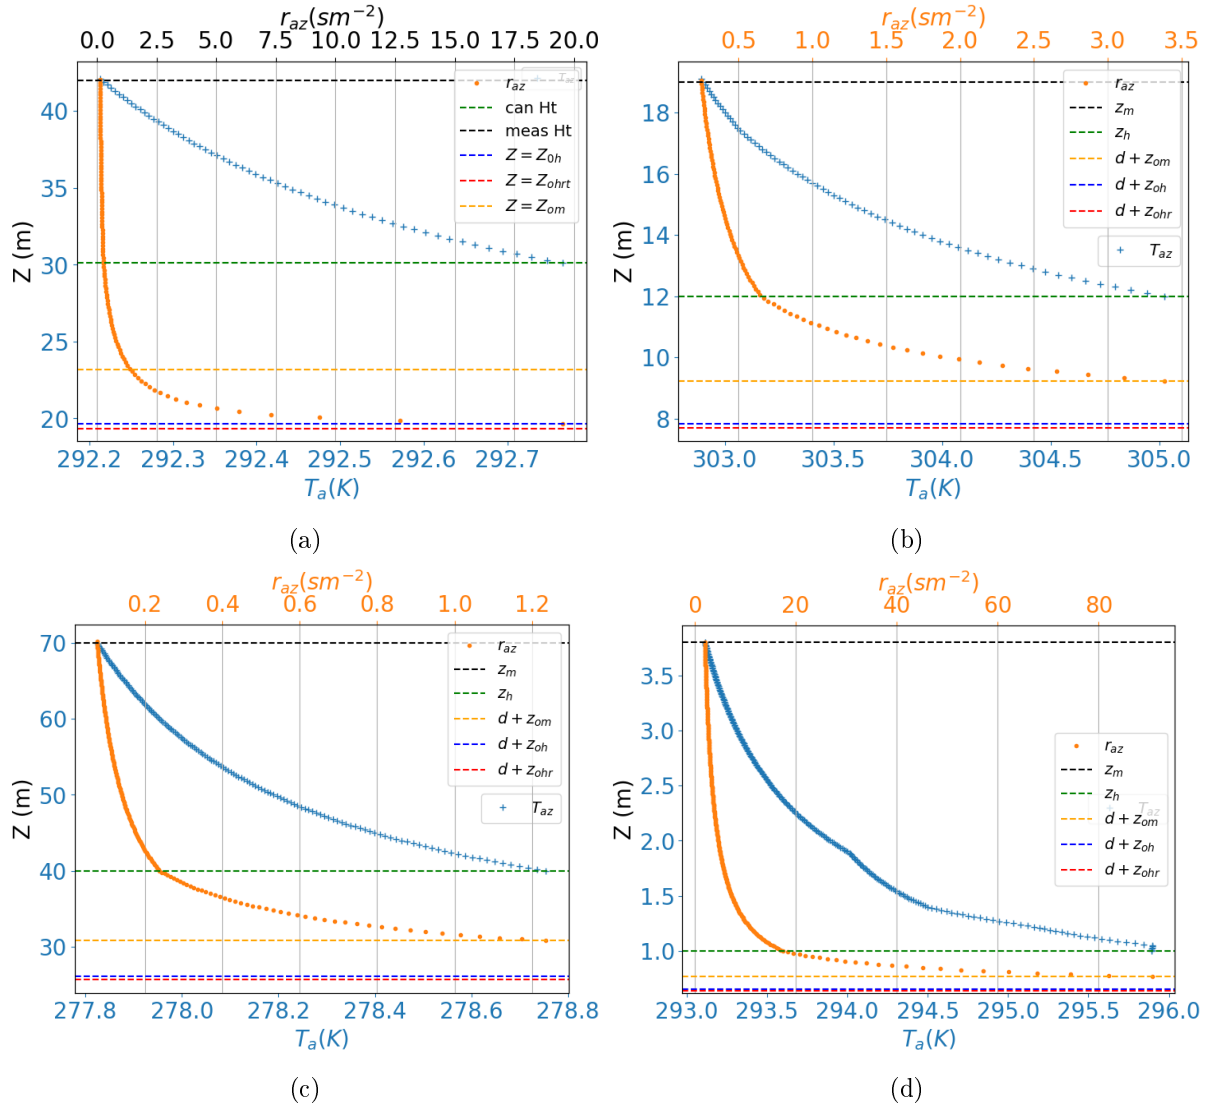 r_az(sm^−2)
0.0 2.5 5.0 7.5 10.0 12.5 15.0 17.5 20.0
40
35
30
25
20
Z (m)
T_az
r_az
can Ht
meas Ht
Z = Z_0h
Z = Z_ohrt
Z = Z_om
292.2 292.3 292.4 292.5 292.6 292.7
T_a(K)
(a)
r_az(sm^−2)
0.5 1.0 1.5 2.0 2.5 3.0 3.5
18
16
14
12
10
8
Z (m)
r_az
z_m
z_h
d + z_om
d + z_oh
d + z_ohr
T_az
303.0 303.5 304.0 304.5 305.0
T_a(K)
(b)
r_az(sm^−2)
0.2 0.4 0.6 0.8 1.0 1.2
70
60
50
40
30
Z (m)
r_az
z_m
z_h
d + z_om
d + z_oh
d + z_ohr
T_az
277.8 278.0 278.2 278.4 278.6 278.8
T_a(K)
(c)
r_az(sm^−2)
0 20 40 60 80
3.5
3.0
2.5
2.0
1.5
1.0
Z (m)
r_az
z_m
z_h
T_az
d + z_om
d + z_oh
d + z_ohr
293.0 293.5 294.0 294.5 295.0 295.5 296.0
T_a(K)
(d)